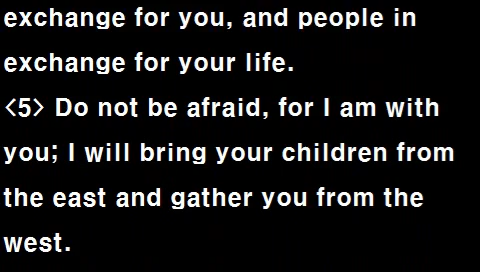 exchange for you, and people in
exchange for your life.
<5> Do not be afraid, for I am with
you; I will bring your children from
the east and gather you from the
west.